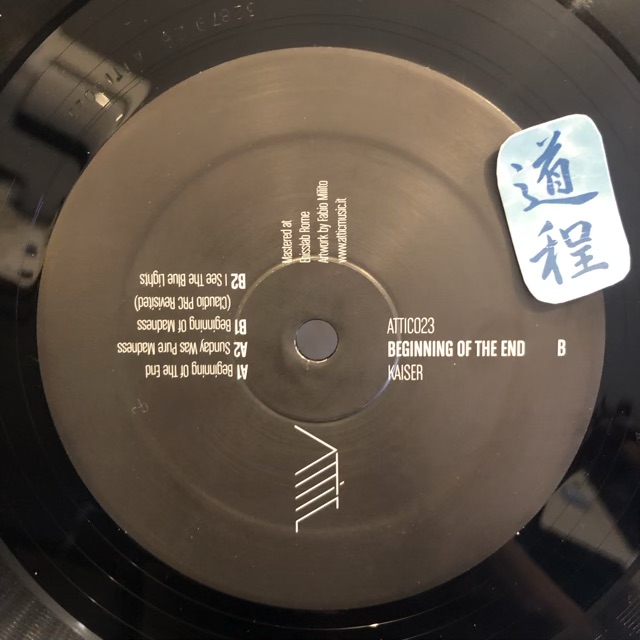 ATTIC023
BEGINNING OF THE END
B
KAISER
A1 Beginning Of The End
A2 Sunday Was Pure Madness
B1 Beginning Of Madness
(Claudio PRC Revisited)
B2 I See The Blue Lights
Mastered at
Rome
Artwork by Fabio Milito
www.atticmusic.it
道
程